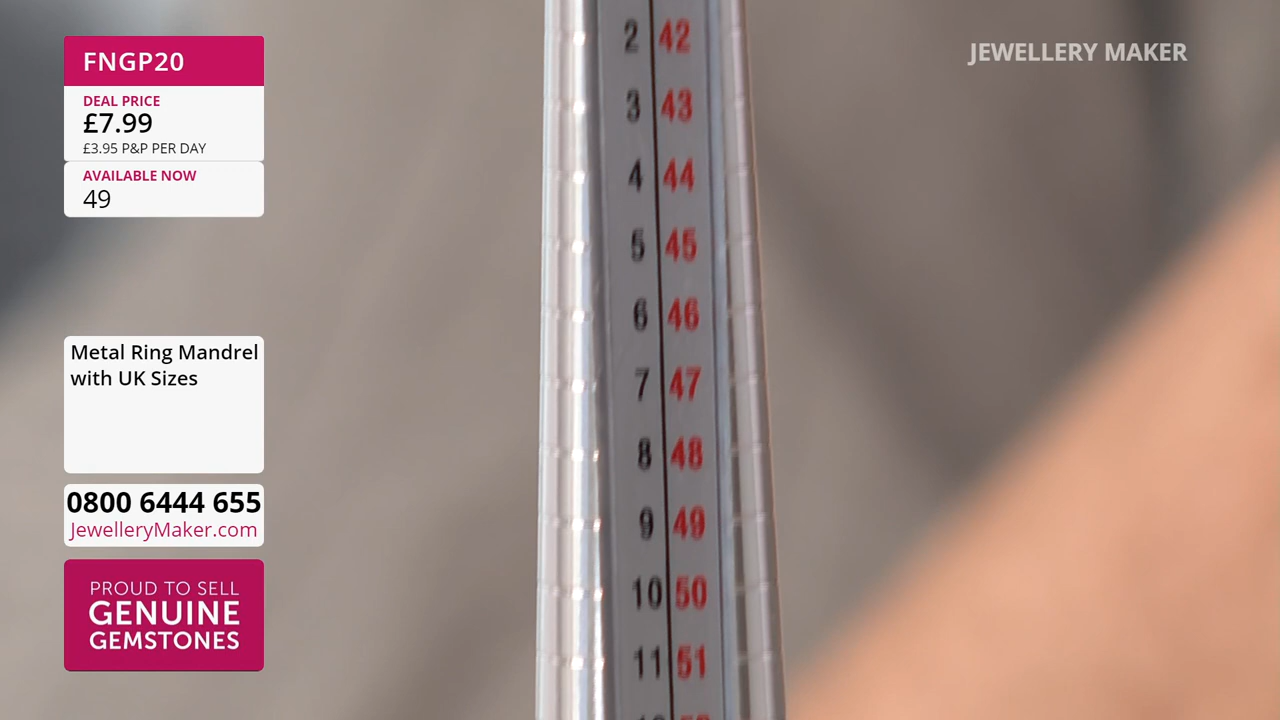 FNGP20
DEAL PRICE
£7.99
£3.95 P&P PER DAY
AVAILABLE NOW
49
Metal Ring Mandrel
with UK Sizes
0800 6444 655
JewelleryMaker.com
PROUD TO SELL
GENUINE
GEMSTONES
JEWELLERY MAKER
2 42
3 43
4 44
5 45
6 46
7 47
8 48
9 49
10 50
11 51